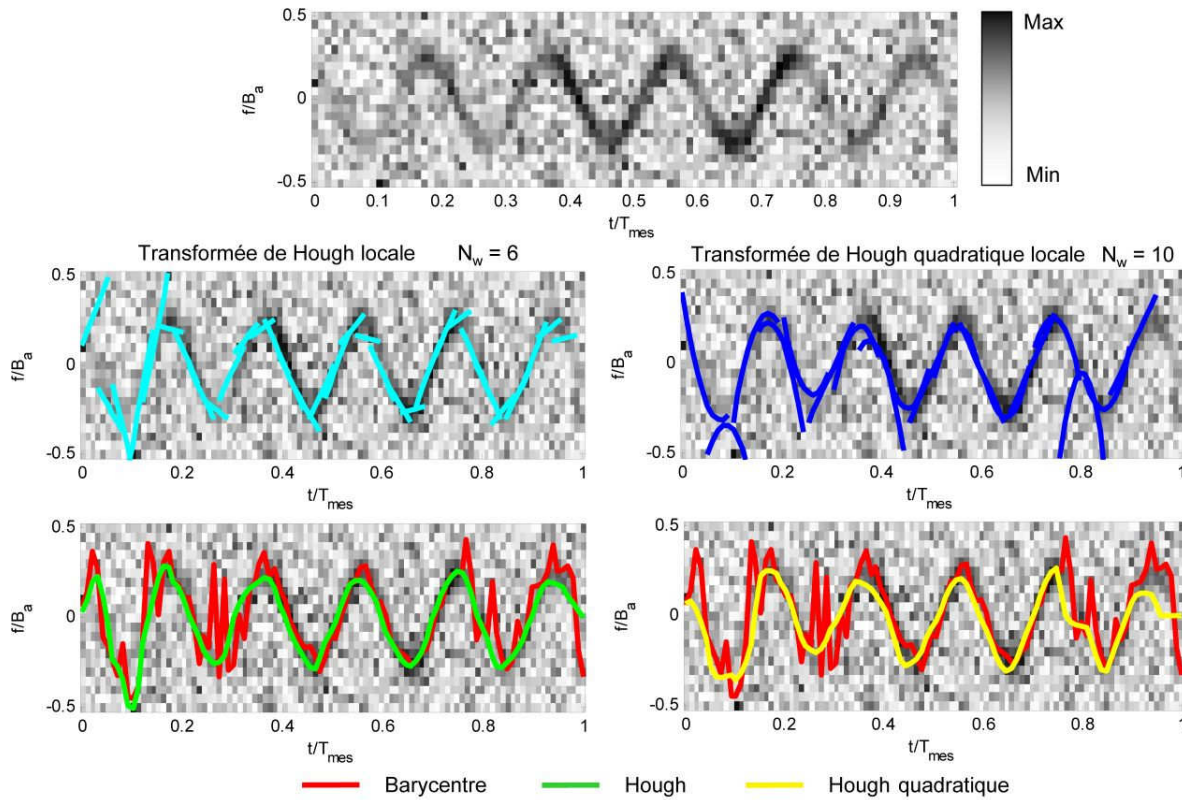 0.5
0
-0.5
f/B_a
0 0.1 0.2 0.3 0.4 0.5 0.6 0.7 0.8 0.9 1
t/T_mes
Max
Min
Transformée de Hough locale N_w = 6
0.5
0
-0.5
f/B_a
0 0.2 0.4 0.6 0.8 1
t/T_mes
Transformée de Hough quadratique locale N_w = 10
0.5
0
-0.5
f/B_a
0 0.2 0.4 0.6 0.8 1
t/T_mes
0.5
0
-0.5
f/B_a
0 0.2 0.4 0.6 0.8 1
t/T_mes
0.5
0
-0.5
f/B_a
0 0.2 0.4 0.6 0.8 1
t/T_mes
Barycentre Hough Hough quadratique